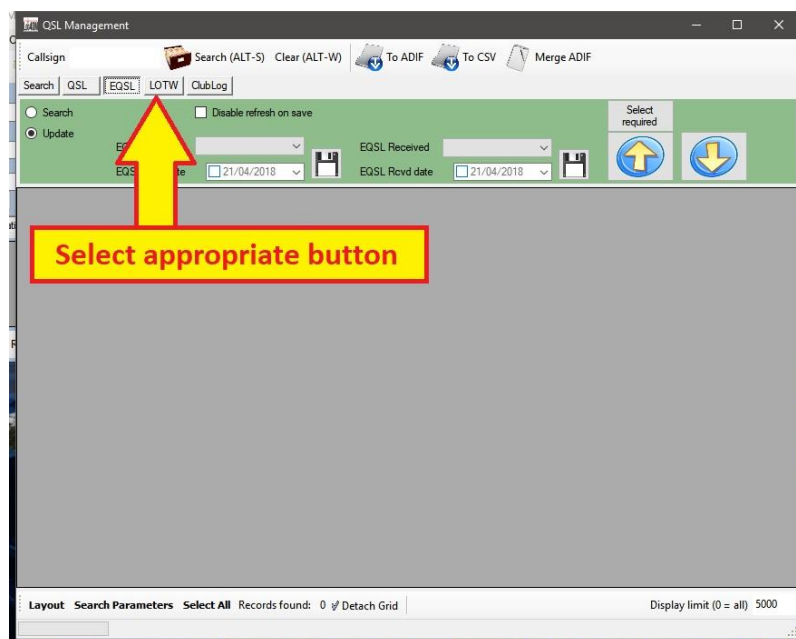 QSL Management
Callsign Search (ALT-S) Clear (ALT-W) To ADIF To CSV Merge ADIF
Search QSL EQSL LOTW ClubLog
Search Disable refresh on save Select required
Update
EQSL Received
21/04/2018 EQSL Rcvd date 21/04/2018
Select appropriate button
Layout Search Parameters Select All Records found: 0 Detach Grid Display limit (0 = all) 5000